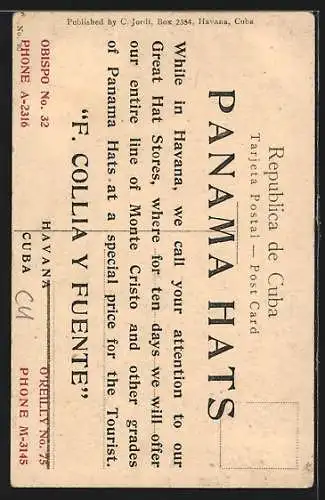 Published by C. Jordi, Box 2354, Havana, Cuba
Republica de Cuba
Tarjeta Postal — Post Card
PANAMA HATS
While in Havana, we call your attention to our
Great Hat Stores, where for ten days we will offer
our entire line of Monte Cristo and other grades
of Panama Hats at a special price for the Tourist.
"F. COLLIA Y FUENTE"
OBISPO No. 32 HAVANA O'REILLY No. 75
PHONE A-2316 CUBA PHONE M-3145
CU